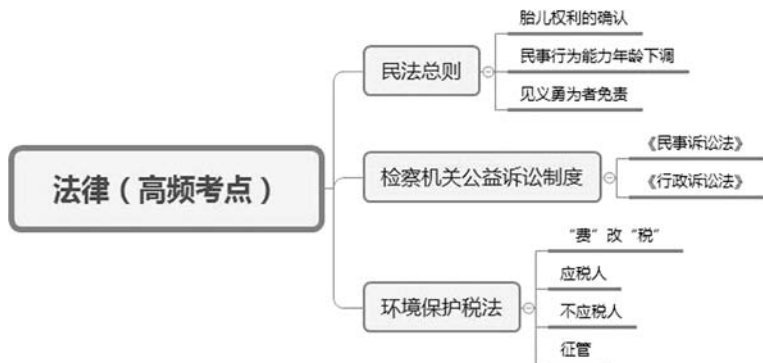 法律（高频考点）
民法总则
胎儿权利的确认
民事行为能力年龄下调
见义勇为者免责
检察机关公益诉讼制度
《民事诉讼法》
《行政诉讼法》
环境保护税法
“费”改“税”
应税人
不应税人
征管